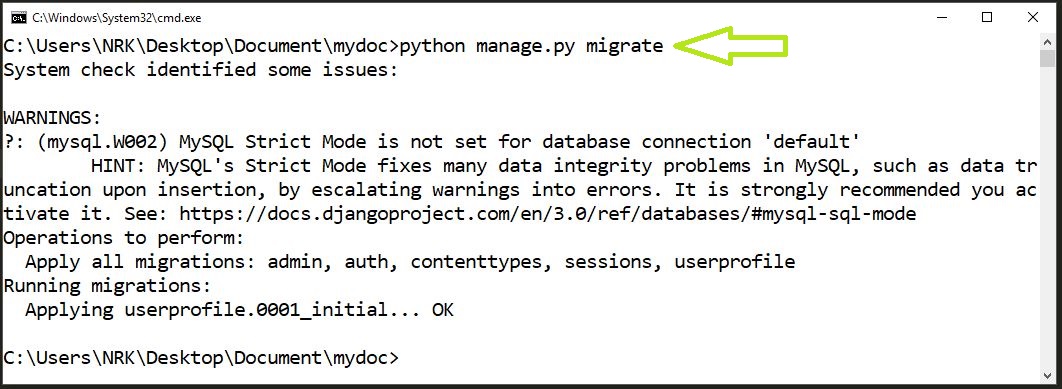 C:\Windows\System32\cmd.exe
C:\Users\NRK\Desktop\Document\mydoc>python manage.py migrate
System check identified some issues:
WARNINGS:
?: (mysql.W002) MySQL Strict Mode is not set for database connection 'default'
HINT: MySQL's Strict Mode fixes many data integrity problems in MySQL, such as data tr
uncation upon insertion, by escalating warnings into errors. It is strongly recommended you ac
tivate it. See: https://docs.djangoproject.com/en/3.0/ref/databases/#mysql-sql-mode
Operations to perform:
Apply all migrations: admin, auth, contenttypes, sessions, userprofile
Running migrations:
Applying userprofile.0001_initial... OK
C:\Users\NRK\Desktop\Document\mydoc>